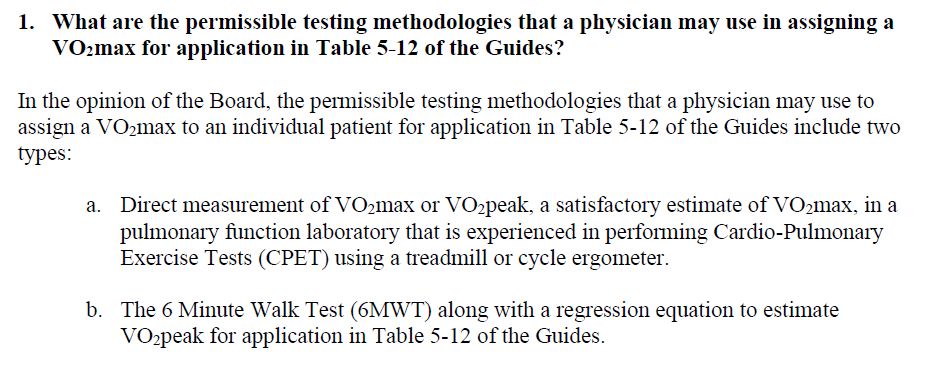 1. What are the permissible testing methodologies that a physician may use in assigning a
VO₂max for application in Table 5-12 of the Guides?
In the opinion of the Board, the permissible testing methodologies that a physician may use to
assign a VO₂max to an individual patient for application in Table 5-12 of the Guides include two
types:
a. Direct measurement of VO₂max or VO₂peak, a satisfactory estimate of VO₂max, in a
pulmonary function laboratory that is experienced in performing Cardio-Pulmonary
Exercise Tests (CPET) using a treadmill or cycle ergometer.
b. The 6 Minute Walk Test (6MWT) along with a regression equation to estimate
VO₂peak for application in Table 5-12 of the Guides.